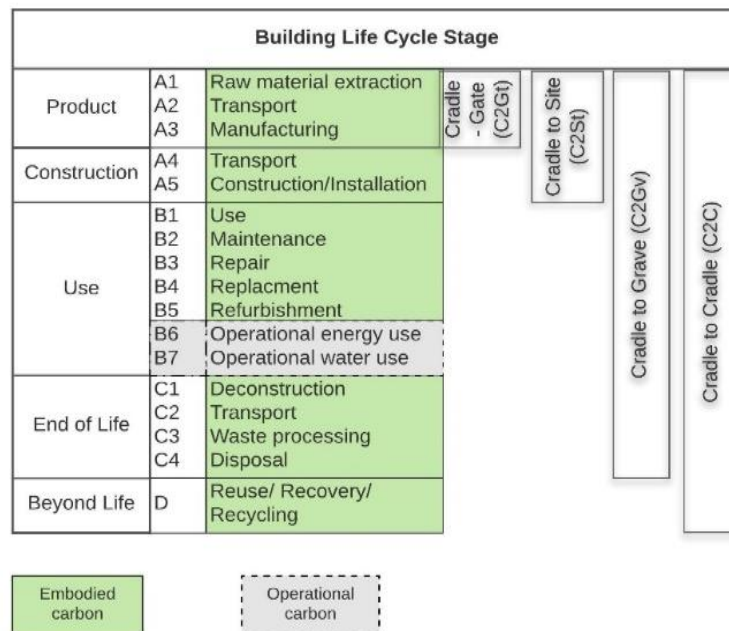 Building Life Cycle Stage
Product
A1 Raw material extraction
A2 Transport
A3 Manufacturing
Construction
A4 Transport
A5 Construction/Installation
Use
B1 Use
B2 Maintenance
B3 Repair
B4 Replacment
B5 Refurbishment
B6 Operational energy use
B7 Operational water use
End of Life
C1 Deconstruction
C2 Transport
C3 Waste processing
C4 Disposal
Beyond Life
D Reuse/ Recovery/
Recycling
Cradle
- Gate
(C2Gt)
Cradle to Site
(C2St)
Cradle to Grave (C2Gv)
Cradle to Cradle (C2C)
Embodied
carbon
Operational
carbon